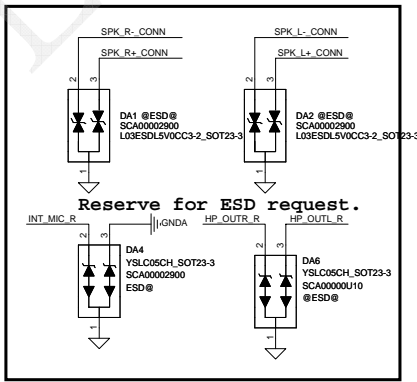 SPK_R-_CONN
SPK_R+_CONN
2
3
DA1 @ESD@
SCA00002900
L03ESDL5V0CC3-2_SOT23-3
1
SPK_L-_CONN
SPK_L+_CONN
2
3
DA2 @ESD@
SCA00002900
L03ESDL5V0CC3-2_SOT23-3
1
Reserve for ESD request.
INT_MIC_R
GNDA
2
3
DA4
YSLC05CH_SOT23-3
SCA00002900
ESD@
1
HP_OUTR_R
HP_OUTL_R
2
3
DA6
YSLC05CH_SOT23-3
SCA00000U10
@ESD@
1